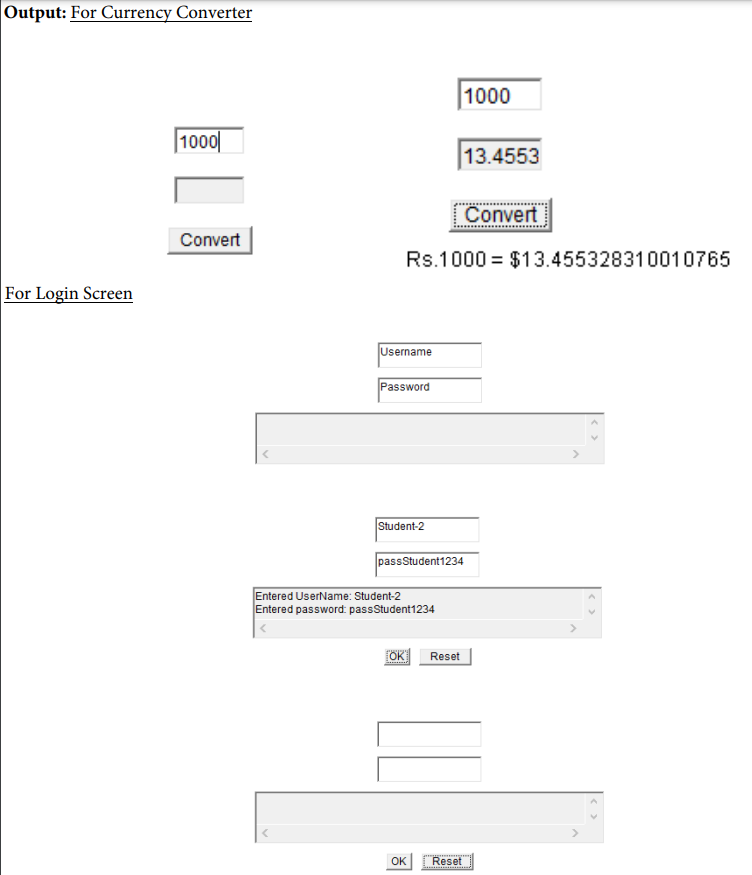 Output: For Currency Converter
1000
Convert
1000
13.4553
Convert
Rs.1000 = $13.455328310010765
For Login Screen
Username
Password
Student-2
passStudent1234
Entered UserName: Student-2
Entered password: passStudent1234
OK Reset
OK Reset